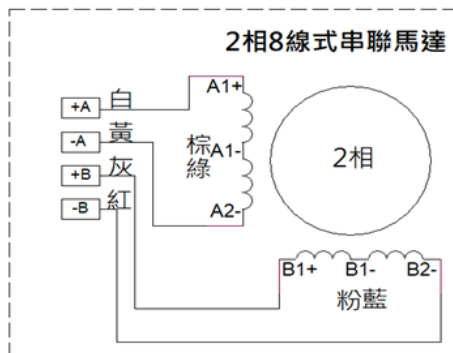 2相8線式串聯馬達
+A 白
-A 黃
+B 灰
-B 紅
A1+
棕 A1-
綠
A2-
2相
B1+ B1- B2-
粉藍